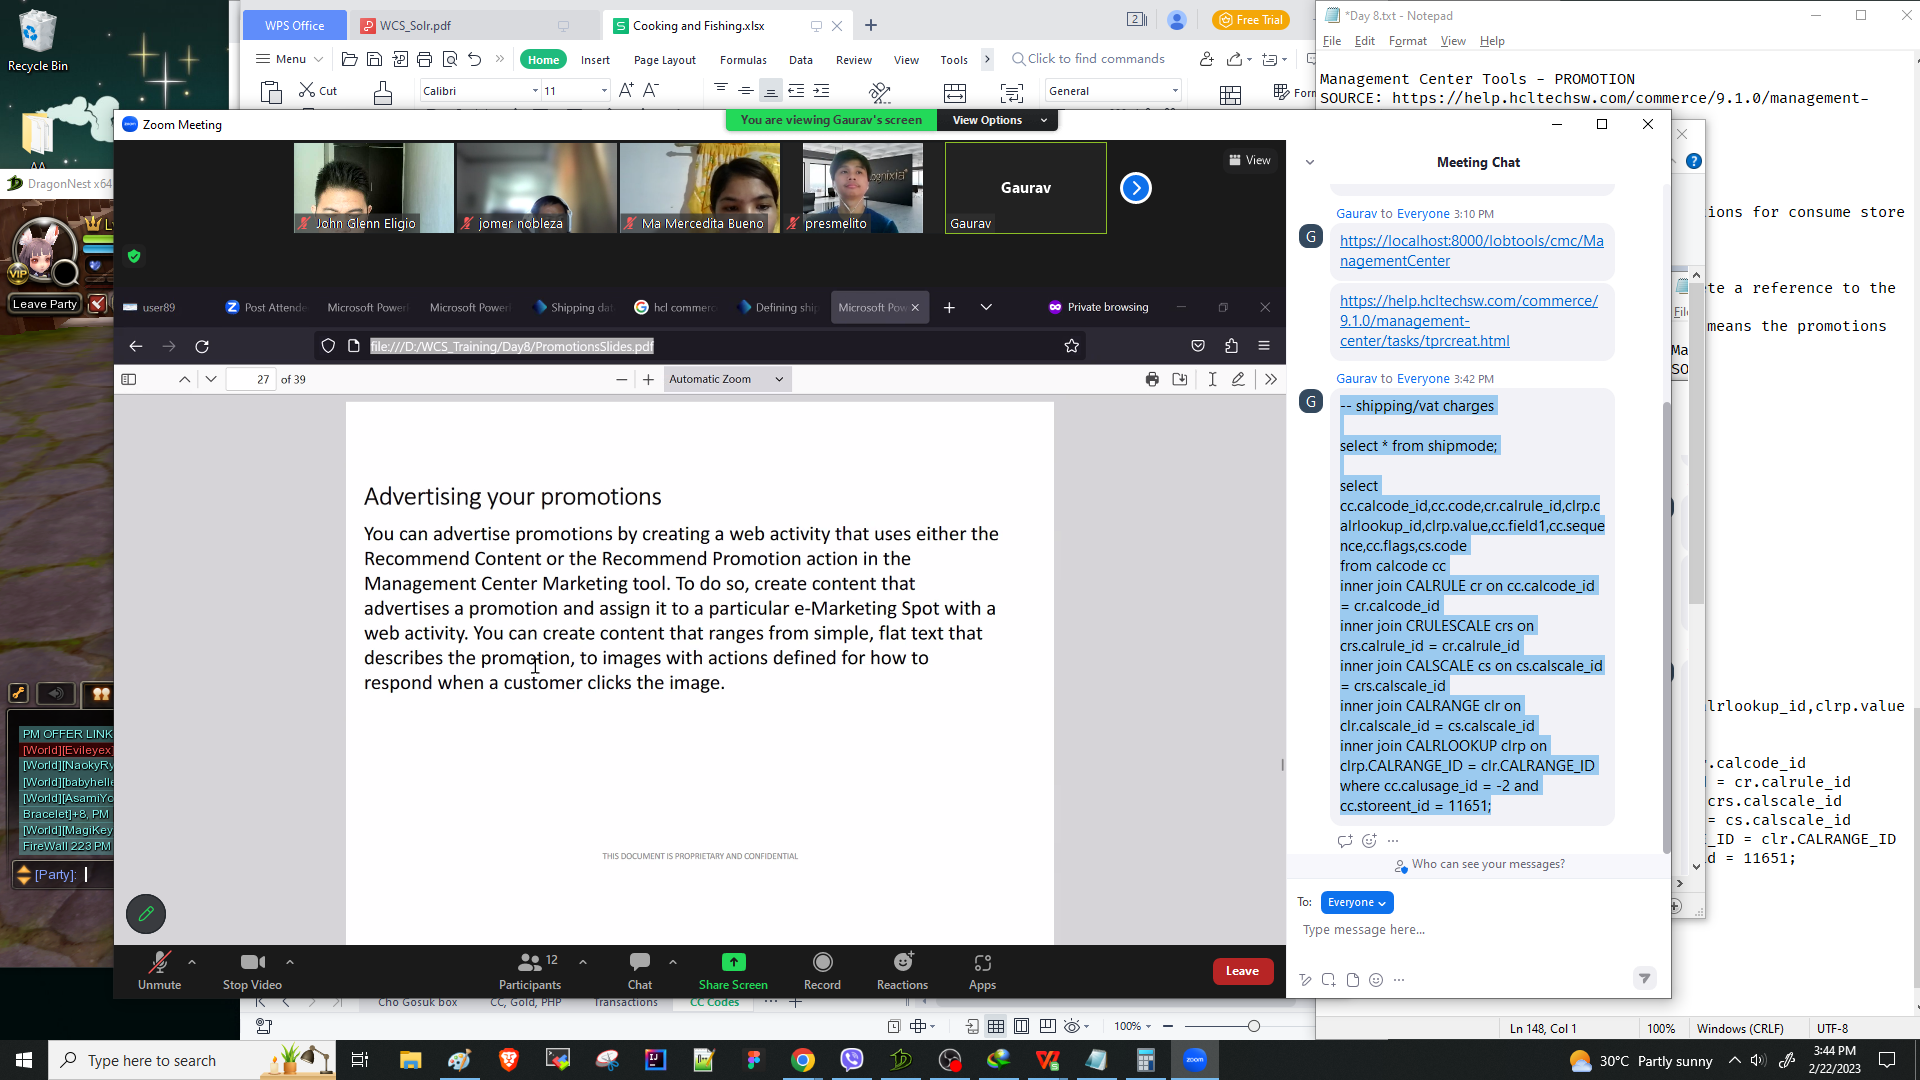 Recycle Bin
AA
WPS Office
WCS_Solr.pdf
Cooking and Fishing.xlsx
Free Trial
Menu
Home
Insert
Page Layout
Formulas
Data
Review
View
Tools
Click to find commands
Cut
Calibri
11
General
*Day 8.txt - Notepad
File
Edit
Format
View
Help
Management Center Tools - PROMOTION
SOURCE: https://help.hcltechsw.com/commerce/9.1.0/management-
Zoom Meeting
You are viewing Gaurav's screen
View Options
John Glenn Eligio
jomer nobleza
Ma Mercedita Bueno
presmelito
Gaurav
Gaurav
View
DragonNest x64
VIP
Leave Party
user89
Post Attende
Microsoft Power
Microsoft Power
Shipping dat
hcl commerc
Defining ship
Microsoft Pow
Private browsing
file:///D:/WCS_Training/Day8/PromotionsSlides.pdf
27
of 39
Automatic Zoom
Advertising your promotions
You can advertise promotions by creating a web activity that uses either the
Recommend Content or the Recommend Promotion action in the
Management Center Marketing tool. To do so, create content that
advertises a promotion and assign it to a particular e-Marketing Spot with a
web activity. You can create content that ranges from simple, flat text that
describes the promotion, to images with actions defined for how to
respond when a customer clicks the image.
THIS DOCUMENT IS PROPRIETARY AND CONFIDENTIAL
Meeting Chat
Gaurav to Everyone 3:10 PM
G
https://localhost:8000/lobtools/cmc/Ma
nagementCenter
https://help.hcltechsw.com/commerce/
9.1.0/management-
center/tasks/tprcreat.html
Gaurav to Everyone 3:42 PM
G
-- shipping/vat charges
select * from shipmode;
select
cc.calcode_id,cc.code,cr.calrule_id,clrp.c
alrlookup_id,clrp.value,cc.field1,cc.seque
nce,cc.flags,cs.code
from calcode cc
inner join CALRULE cr on cc.calcode_id
= cr.calcode_id
inner join CRULESCALE crs on
crs.calrule_id = cr.calrule_id
inner join CALSCALE cs on cs.calscale_id
= crs.calscale_id
inner join CALRANGE clr on
clr.calscale_id = cs.calscale_id
inner join CALRLOOKUP clrp on
clrp.CALRANGE_ID = clr.CALRANGE_ID
where cc.calusage_id = -2 and
cc.storeent_id = 11651;
Who can see your messages?
To:
Everyone
Type message here...
tions for consume store
te a reference to the
means the promotions
lrlookup_id,clrp.value
.calcode_id
= cr.calrule_id
crs.calscale_id
= cs.calscale_id
_ID = clr.CALRANGE_ID
d = 11651;
PM OFFER LINK
[World][Evileyex]
[World][NaokyRy
[World][babyhelle
[World][AsamiYo
Bracelet]+8, PM
[World][MagiKey
FireWall 223 PM
[Party]:
Unmute
Stop Video
12
Participants
Chat
Share Screen
Record
Reactions
Apps
Leave
Cho Gosuk box
CC, Gold, PHP
Transactions
CC Codes
100%
Ln 148, Col 1
100%
Windows (CRLF)
UTF-8
Type here to search
30°C Partly sunny
3:44 PM
2/22/2023